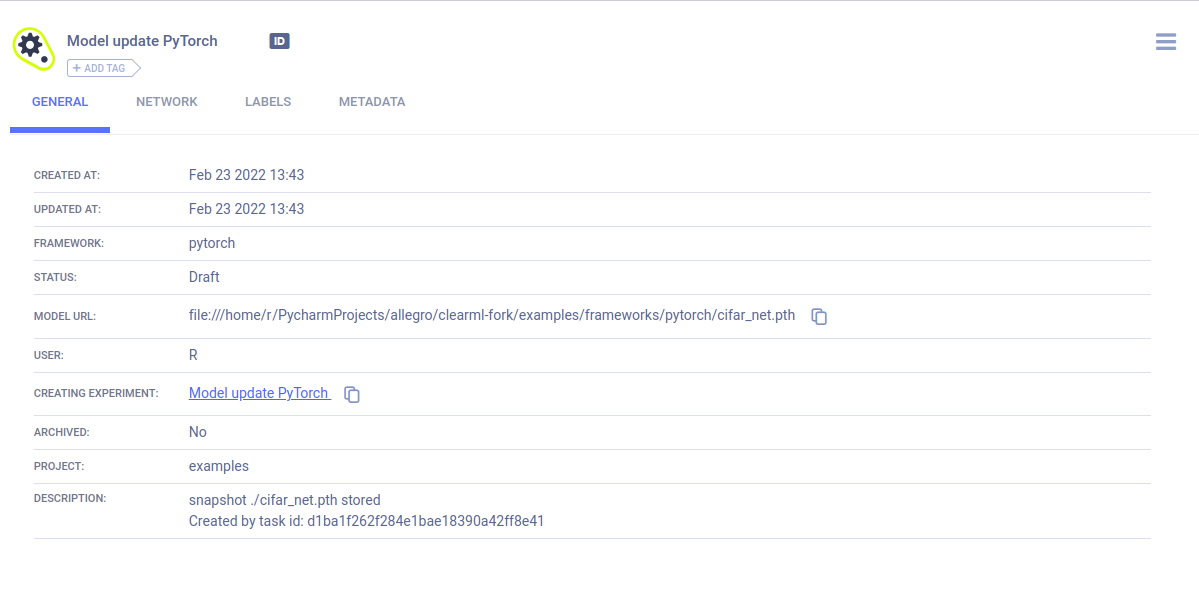 Model update PyTorch ID
+ ADD TAG
GENERAL NETWORK LABELS METADATA
CREATED AT: Feb 23 2022 13:43
UPDATED AT: Feb 23 2022 13:43
FRAMEWORK: pytorch
STATUS: Draft
MODEL URL: file:///home/r/PycharmProjects/allegro/clearml-fork/examples/frameworks/pytorch/cifar_net.pth
USER: R
CREATING EXPERIMENT: Model update PyTorch
ARCHIVED: No
PROJECT: examples
DESCRIPTION: snapshot ./cifar_net.pth stored
Created by task id: d1ba1f262f284e1bae18390a42ff8e41